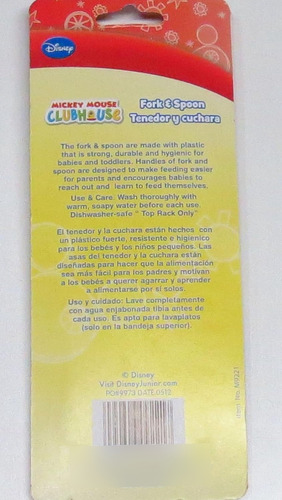 Disney
MICKEY MOUSE
CLUBHOUSE
Fork & Spoon
Tenedor y cuchara
The fork & spoon are made with plastic
that is strong, durable and hygienic for
babies and toddlers. Handles of fork and
spoon are designed to make feeding easier
for parents and encourages babies to
reach out and learn to feed themselves.
Use & Care. Wash thoroughly with
warm, soapy water before each use.
Dishwasher-safe " Top Rack Only"
El tenedor y la cuchara están hechos con
un plástico fuerte, resistente e higiénico
para los bebés y los niños pequeños. Las
asas del tenedor y la cuchara están
diseñadas para hacer que la alimentación
sea más fácil para los padres y motivan
a los bebés a querer agarrar y aprender
a alimentarse por si solos.
Uso y cuidado: Lave completamente
con agua enjabonada tibia antes de
cada uso. Es apto para lavaplatos
(solo en la bandeja superior).
© Disney
Visit DisneyJunior.com
PO#9973 DATE:0512
Item No.